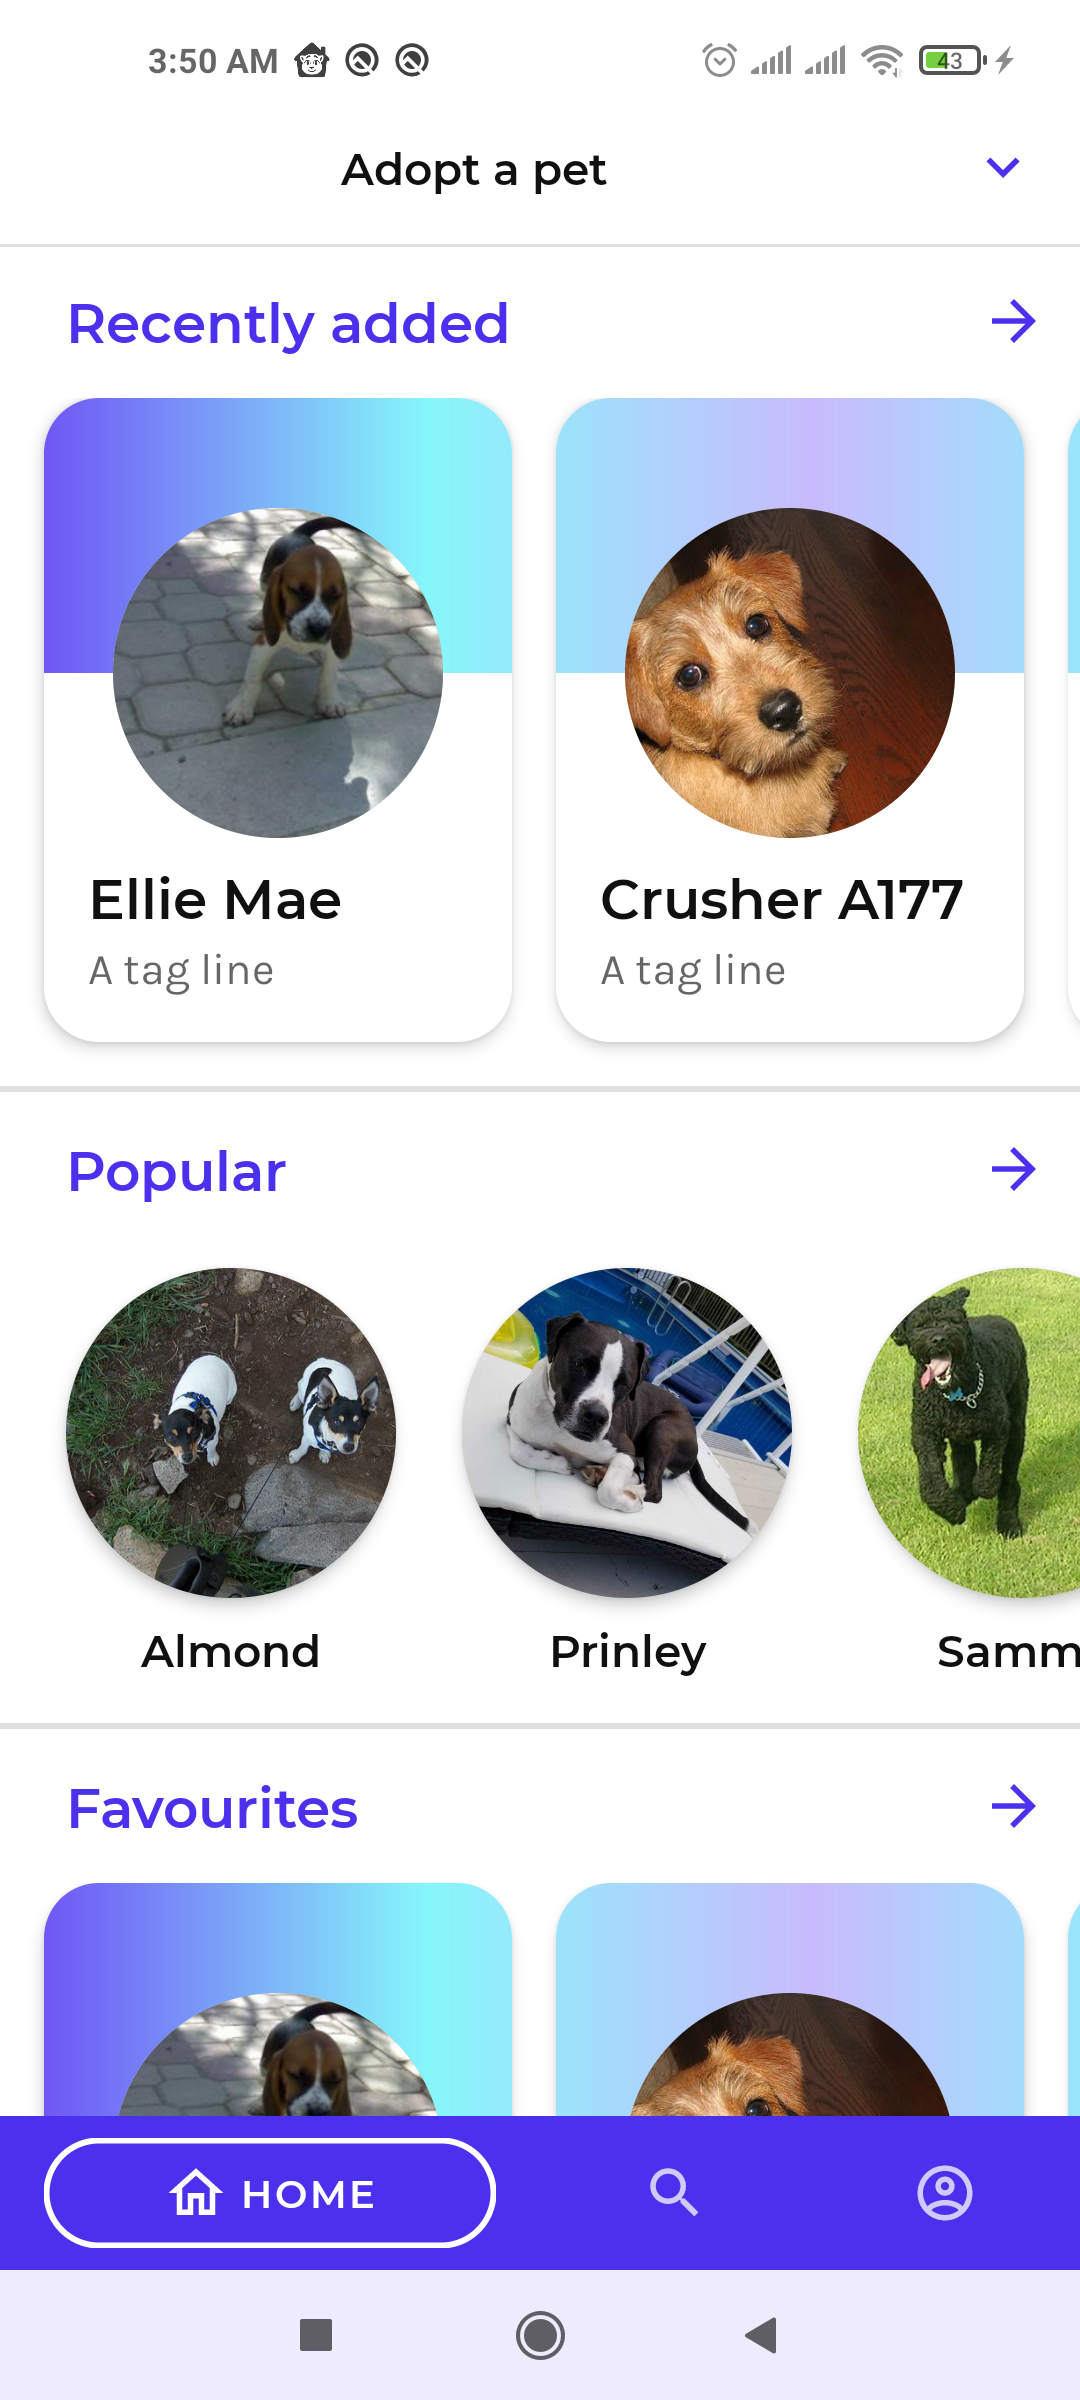 3:50 AM
43
Adopt a pet
Recently added
Ellie Mae
A tag line
Crusher A177
A tag line
Popular
Almond
Prinley
Samm
Favourites
HOME